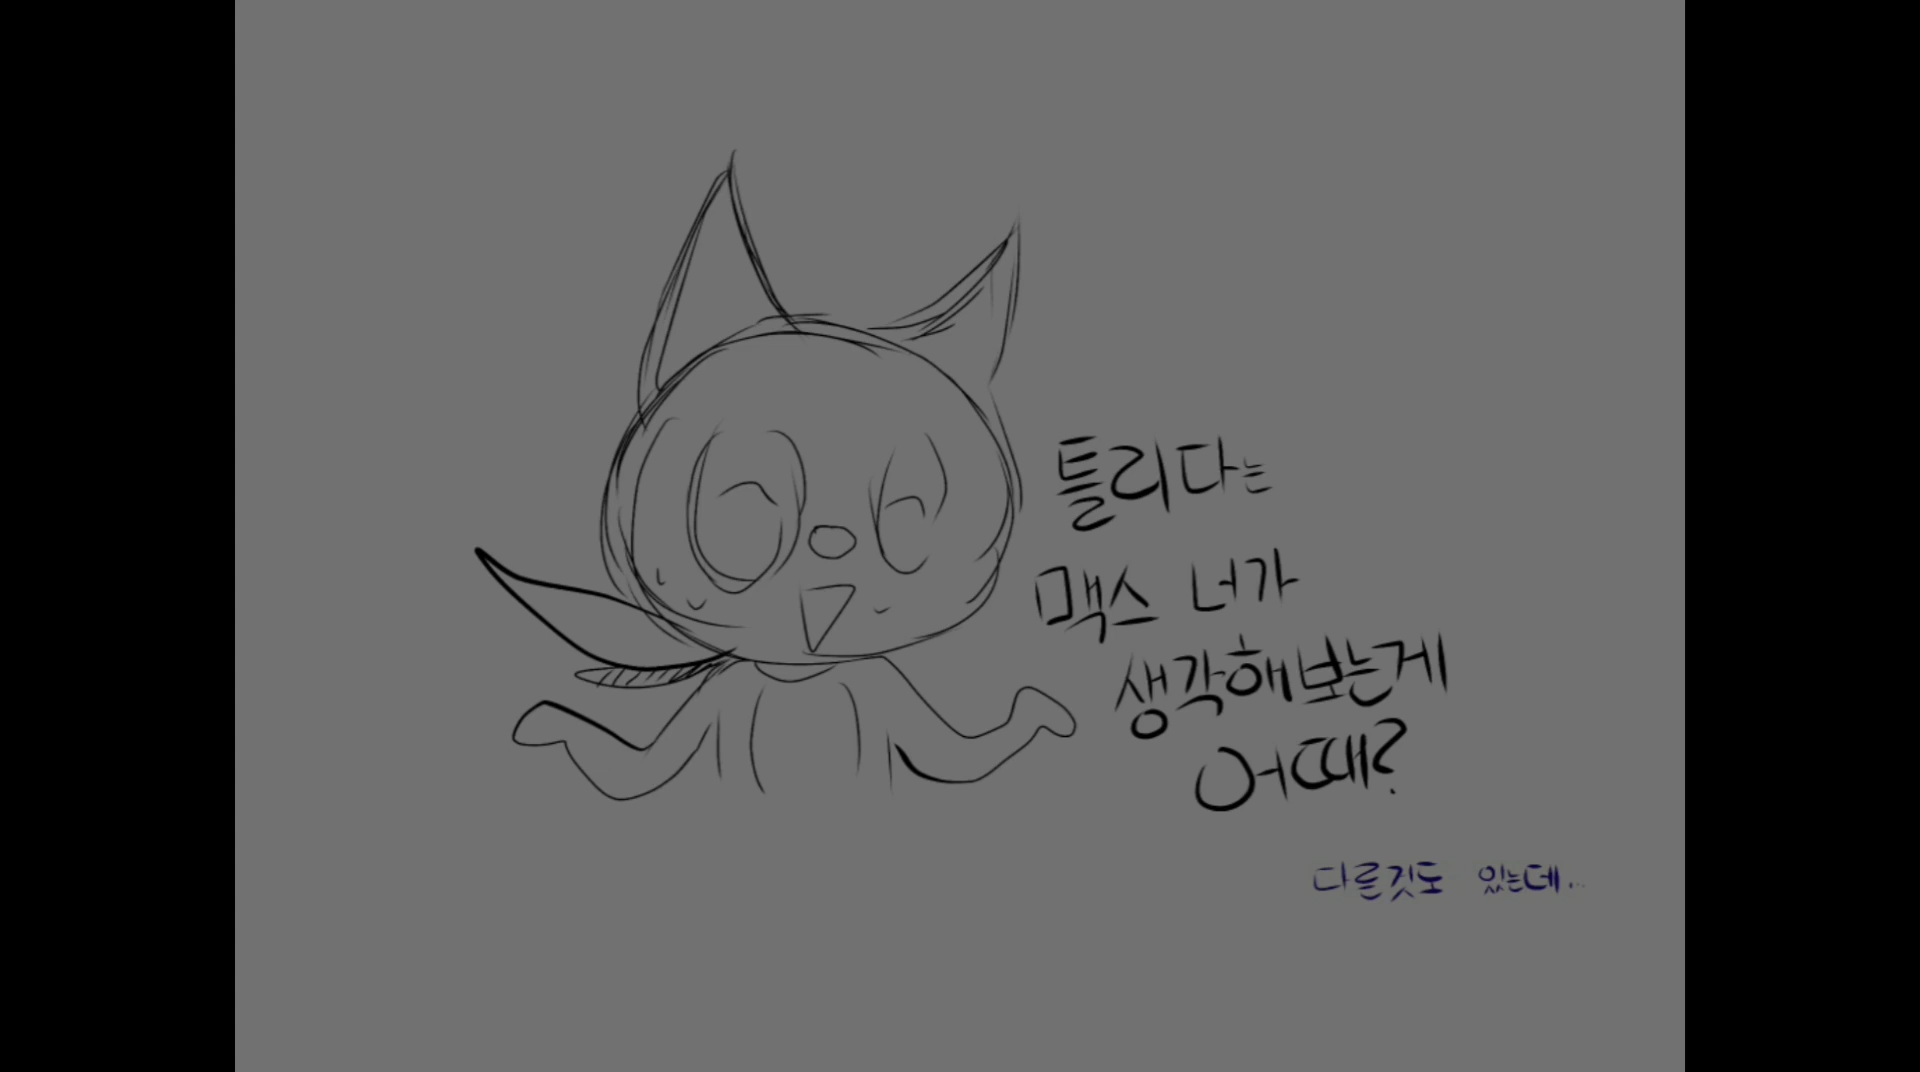 틀리다는
맥스 너가
생각해보는게
어때?
다른것도 있는데...